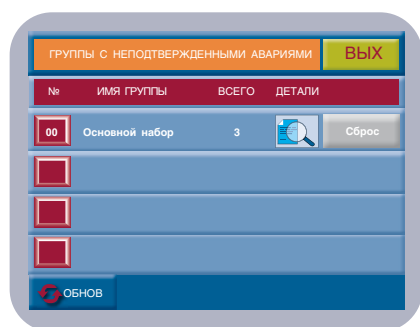 ГРУППЫ С НЕПОДТВЕРЖДЕННЫМИ АВАРИЯМИ ВЫХ
№ ИМЯ ГРУППЫ ВСЕГО ДЕТАЛИ
00 Основной набор 3 Сброс
ОБНОВ